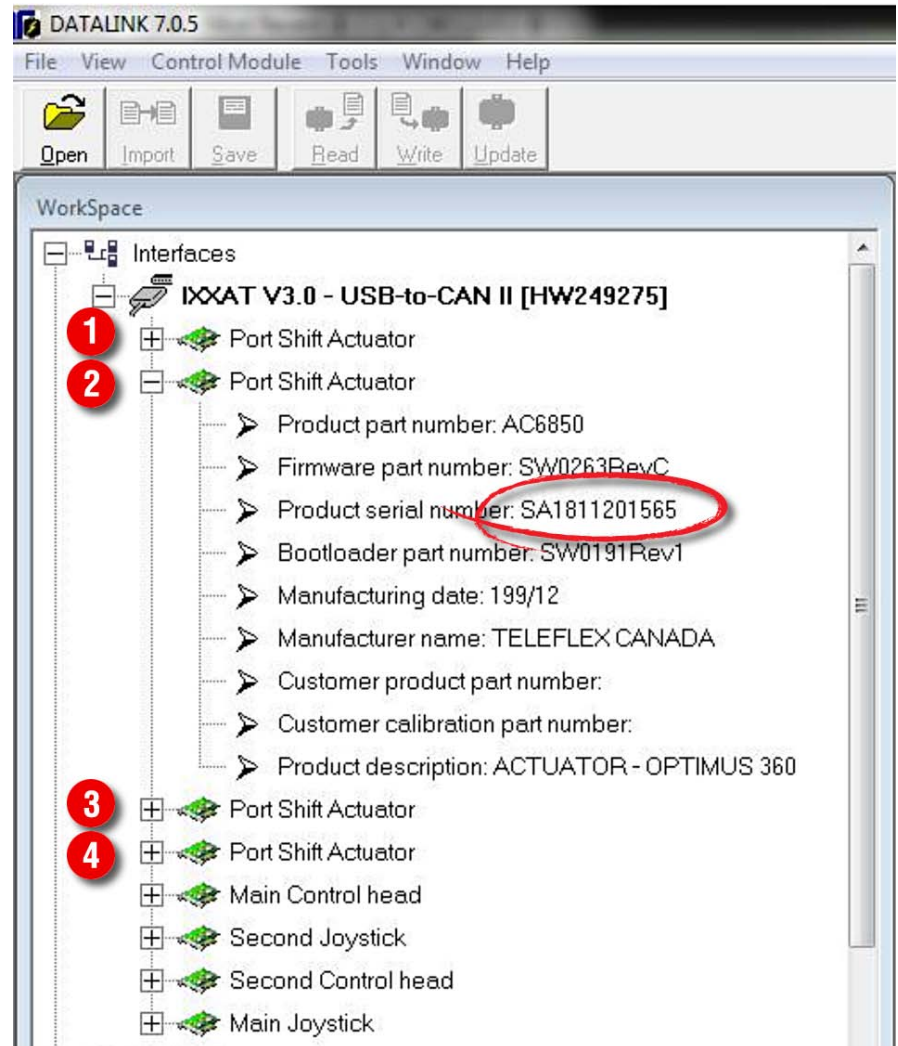 DATALINK 7.0.5
File View Control Module Tools Window Help
Open Import Save Read Write Update
WorkSpace
Interfaces
IXXAT V3.0 - USB-to-CAN II [HW249275]
1 Port Shift Actuator
2 Port Shift Actuator
Product part number: AC6850
Firmware part number: SW0263RevC
Product serial number: SA1811201565
Bootloader part number: SW0191Rev1
Manufacturing date: 199/12
Manufacturer name: TELEFLEX CANADA
Customer product part number:
Customer calibration part number:
Product description: ACTUATOR - OPTIMUS 360
3 Port Shift Actuator
4 Port Shift Actuator
Main Control head
Second Joystick
Second Control head
Main Joystick